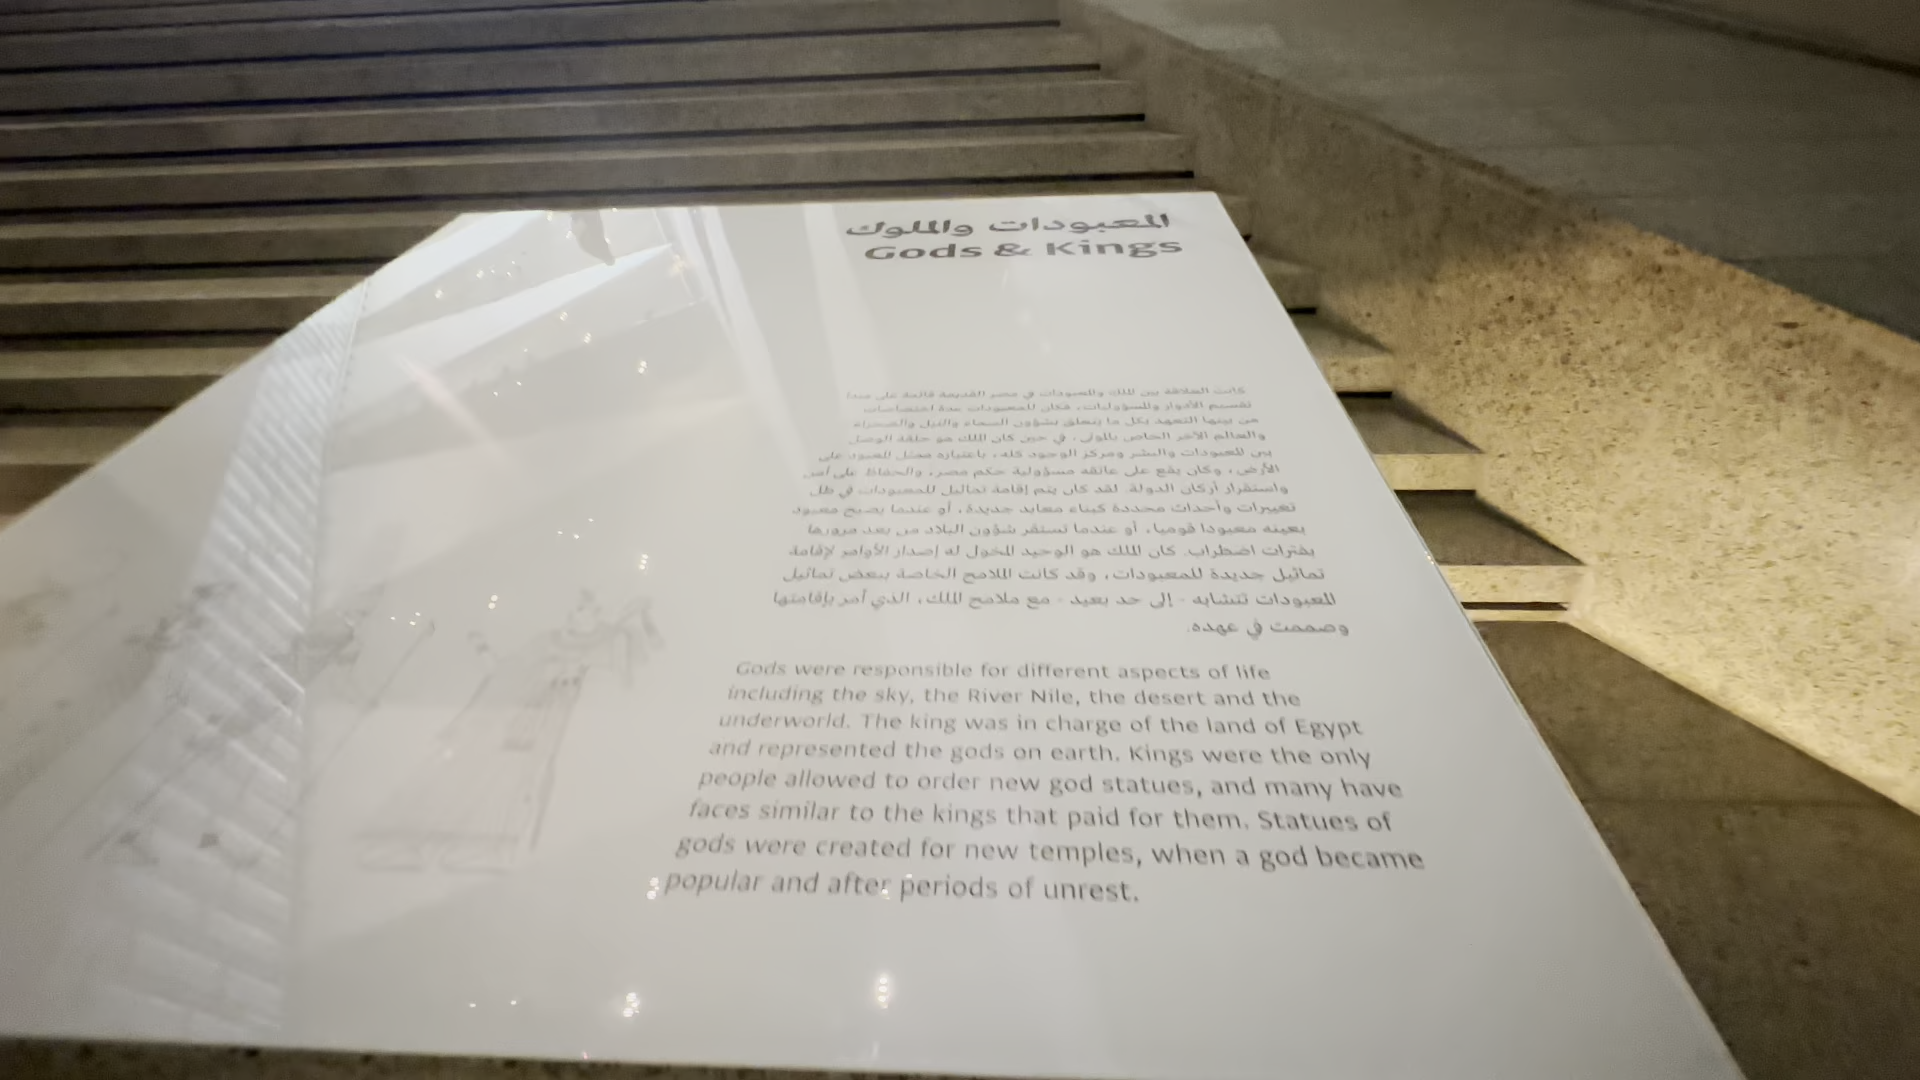 المعبودات والملوك
Gods & Kings
كانت العلاقة بين الملك والمعبودات في مصر القديمة قائمة على مبدأ
تقسيم الأدوار والمسؤوليات، فكان للمعبودات عدة اختصاصات
من بينها التعهد بكل ما يتعلق بشؤون السماء والنيل والصحراء
والعالم الآخر الخاص بالموتى، في حين كان الملك هو حلقة الوصل
بين المعبودات والبشر ومركز الوجود كله، باعتباره ممثل المعبود على
الأرض، وكان يقع على عاتقه مسؤولية حكم مصر، والحفاظ على أمن
واستقرار أركان الدولة. لقد كان يتم إقامة تماثيل للمعبودات في ظل
تغييرات وأحداث محددة كبناء معابد جديدة، أو عندما يصبح معبود
بعينه معبودا قوميا، أو عندما تستقر شؤون البلاد من بعد مرورها
بفترات اضطراب. كان الملك هو الوحيد المخول له إصدار الأوامر لإقامة
تماثيل جديدة للمعبودات، وقد كانت الملامح الخاصة ببعض تماثيل
المعبودات تتشابه - إلى حد بعيد - مع ملامح الملك، الذي أمر بإقامتها
وصممت في عهده.
Gods were responsible for different aspects of life
including the sky, the River Nile, the desert and the
underworld. The king was in charge of the land of Egypt
and represented the gods on earth. Kings were the only
people allowed to order new god statues, and many have
faces similar to the kings that paid for them. Statues of
gods were created for new temples, when a god became
popular and after periods of unrest.